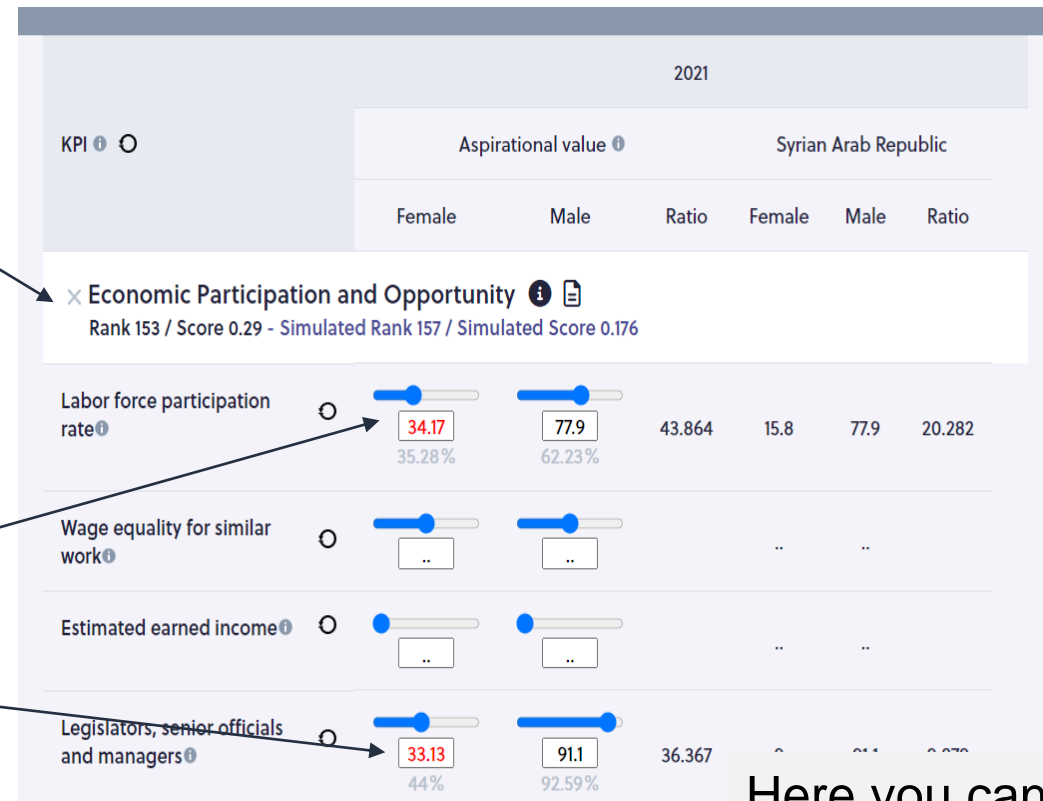 2021
KPI Aspirational value Syrian Arab Republic
Female Male Ratio Female Male Ratio
Economic Participation and Opportunity
Rank 153 / Score 0.29 - Simulated Rank 157 / Simulated Score 0.176
Labor force participation
rate 34.17 77.9 43.864 15.8 77.9 20.282
35.28% 62.23%
Wage equality for similar
work .. .. .. ..
Estimated earned income .. .. .. ..
Legislators, senior officials
and managers 33.13 91.1 36.367
44% 92.59%
Here you can